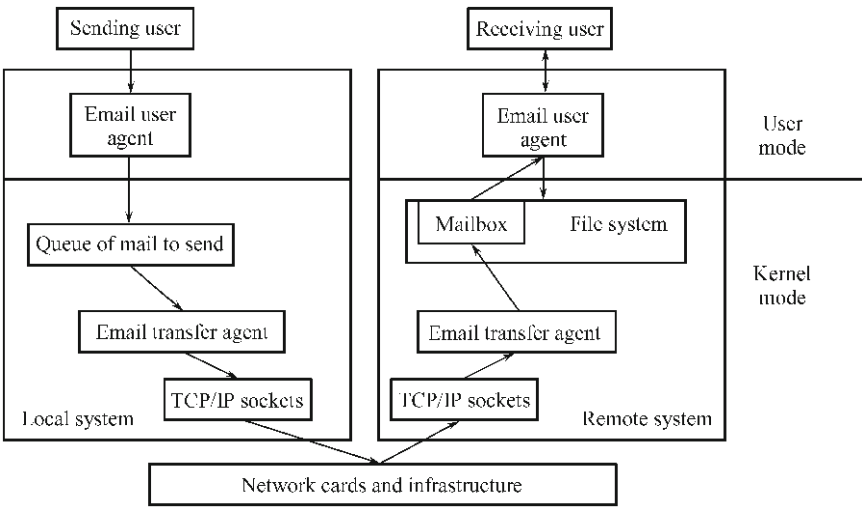 Sending user
Receiving user
Email user
agent
Email user
agent
User
mode
Queue of mail to send
Mailbox
File system
Kernel
mode
Email transfer agent
Email transfer agent
TCP/IP sockets
TCP/IP sockets
Local system
Remote system
Network cards and infrastructure